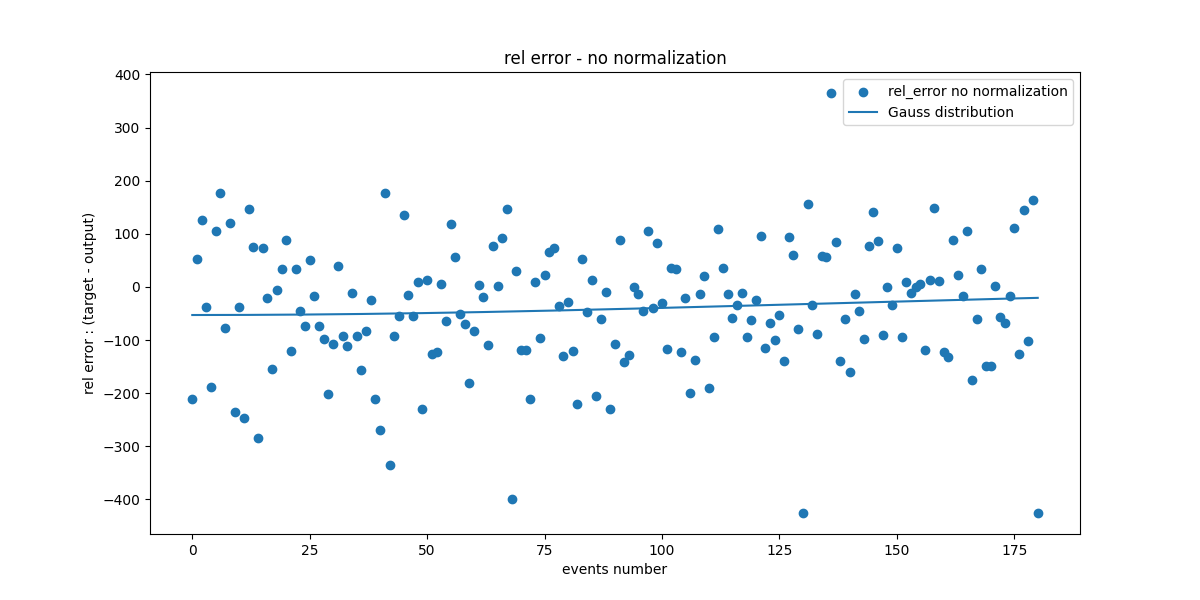 rel error - no normalization
rel_error no normalization
Gauss distribution
rel error : (target - output)
400
300
200
100
0
−100
−200
−300
−400
0 25 50 75 100 125 150 175
events number